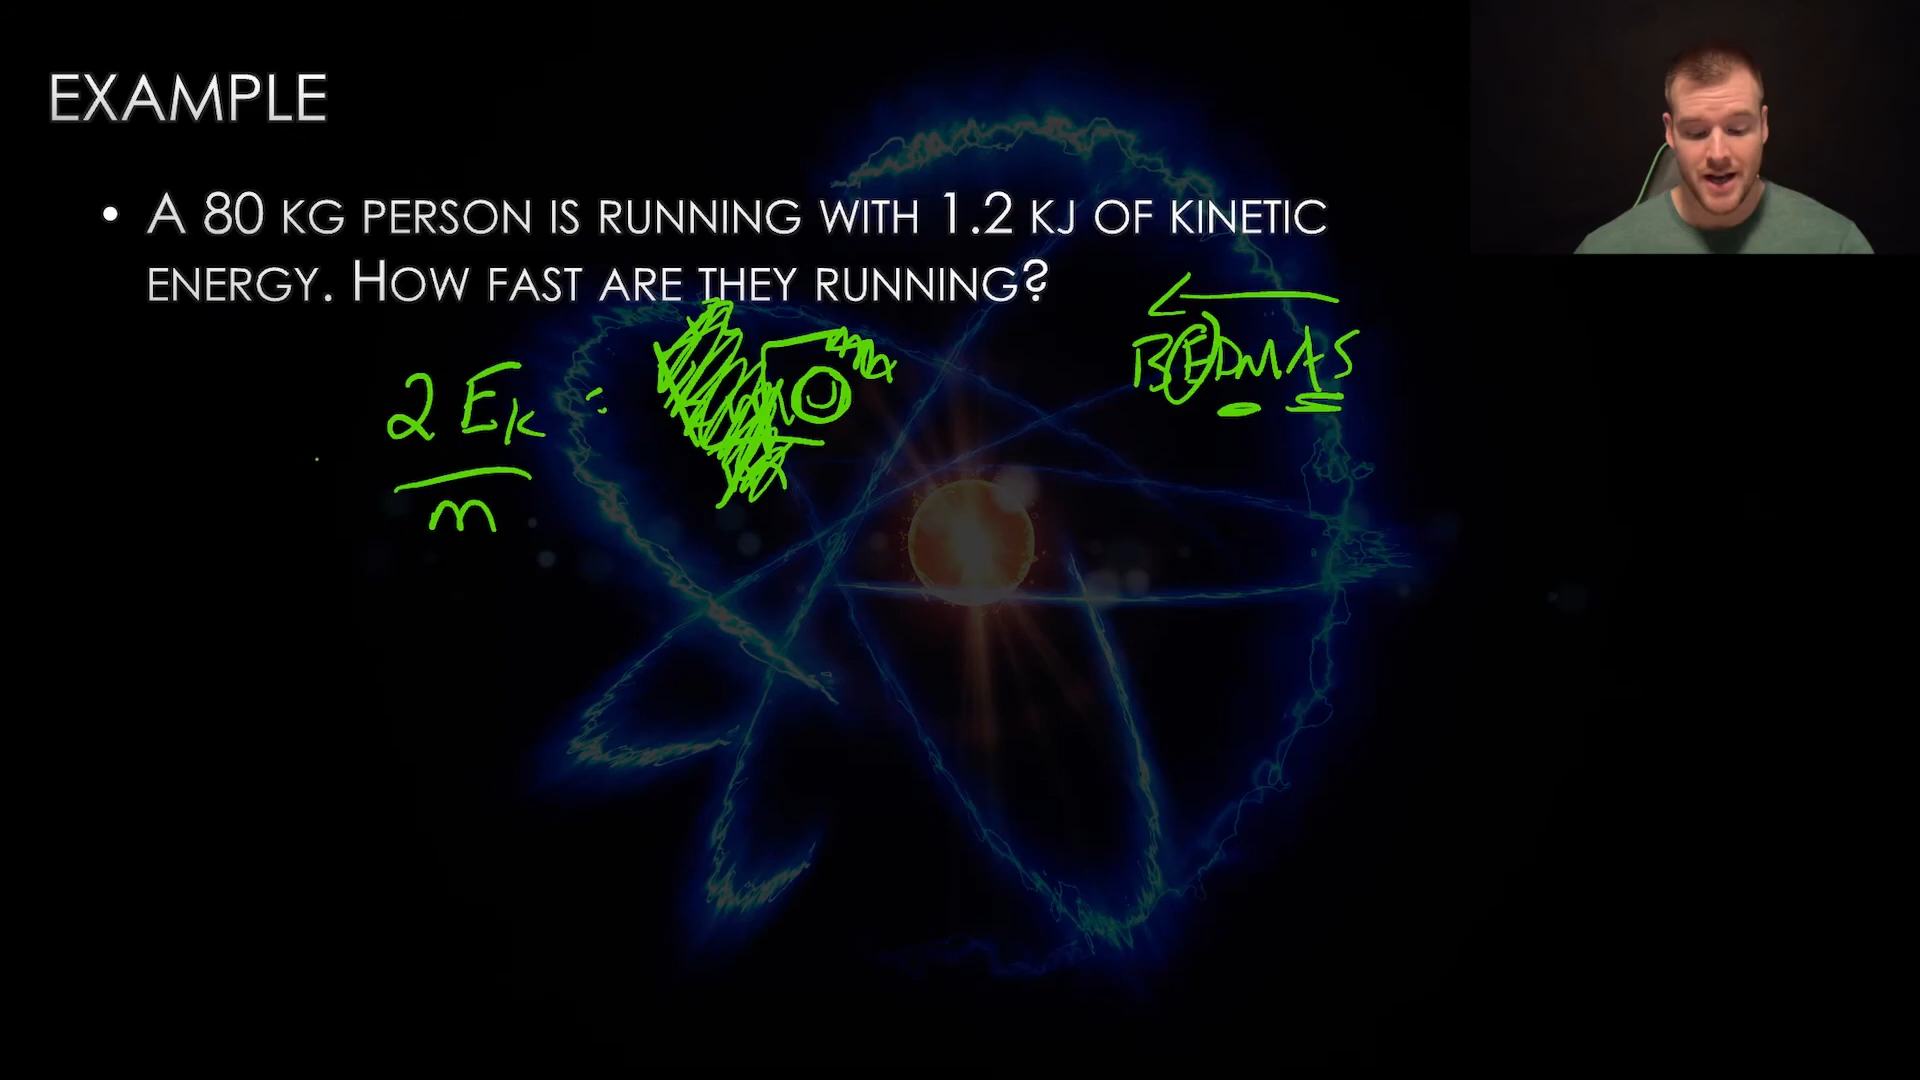 EXAMPLE
• A 80 KG PERSON IS RUNNING WITH 1.2 KJ OF KINETIC
ENERGY. HOW FAST ARE THEY RUNNING?
BEDMAS
2 Ek =
m